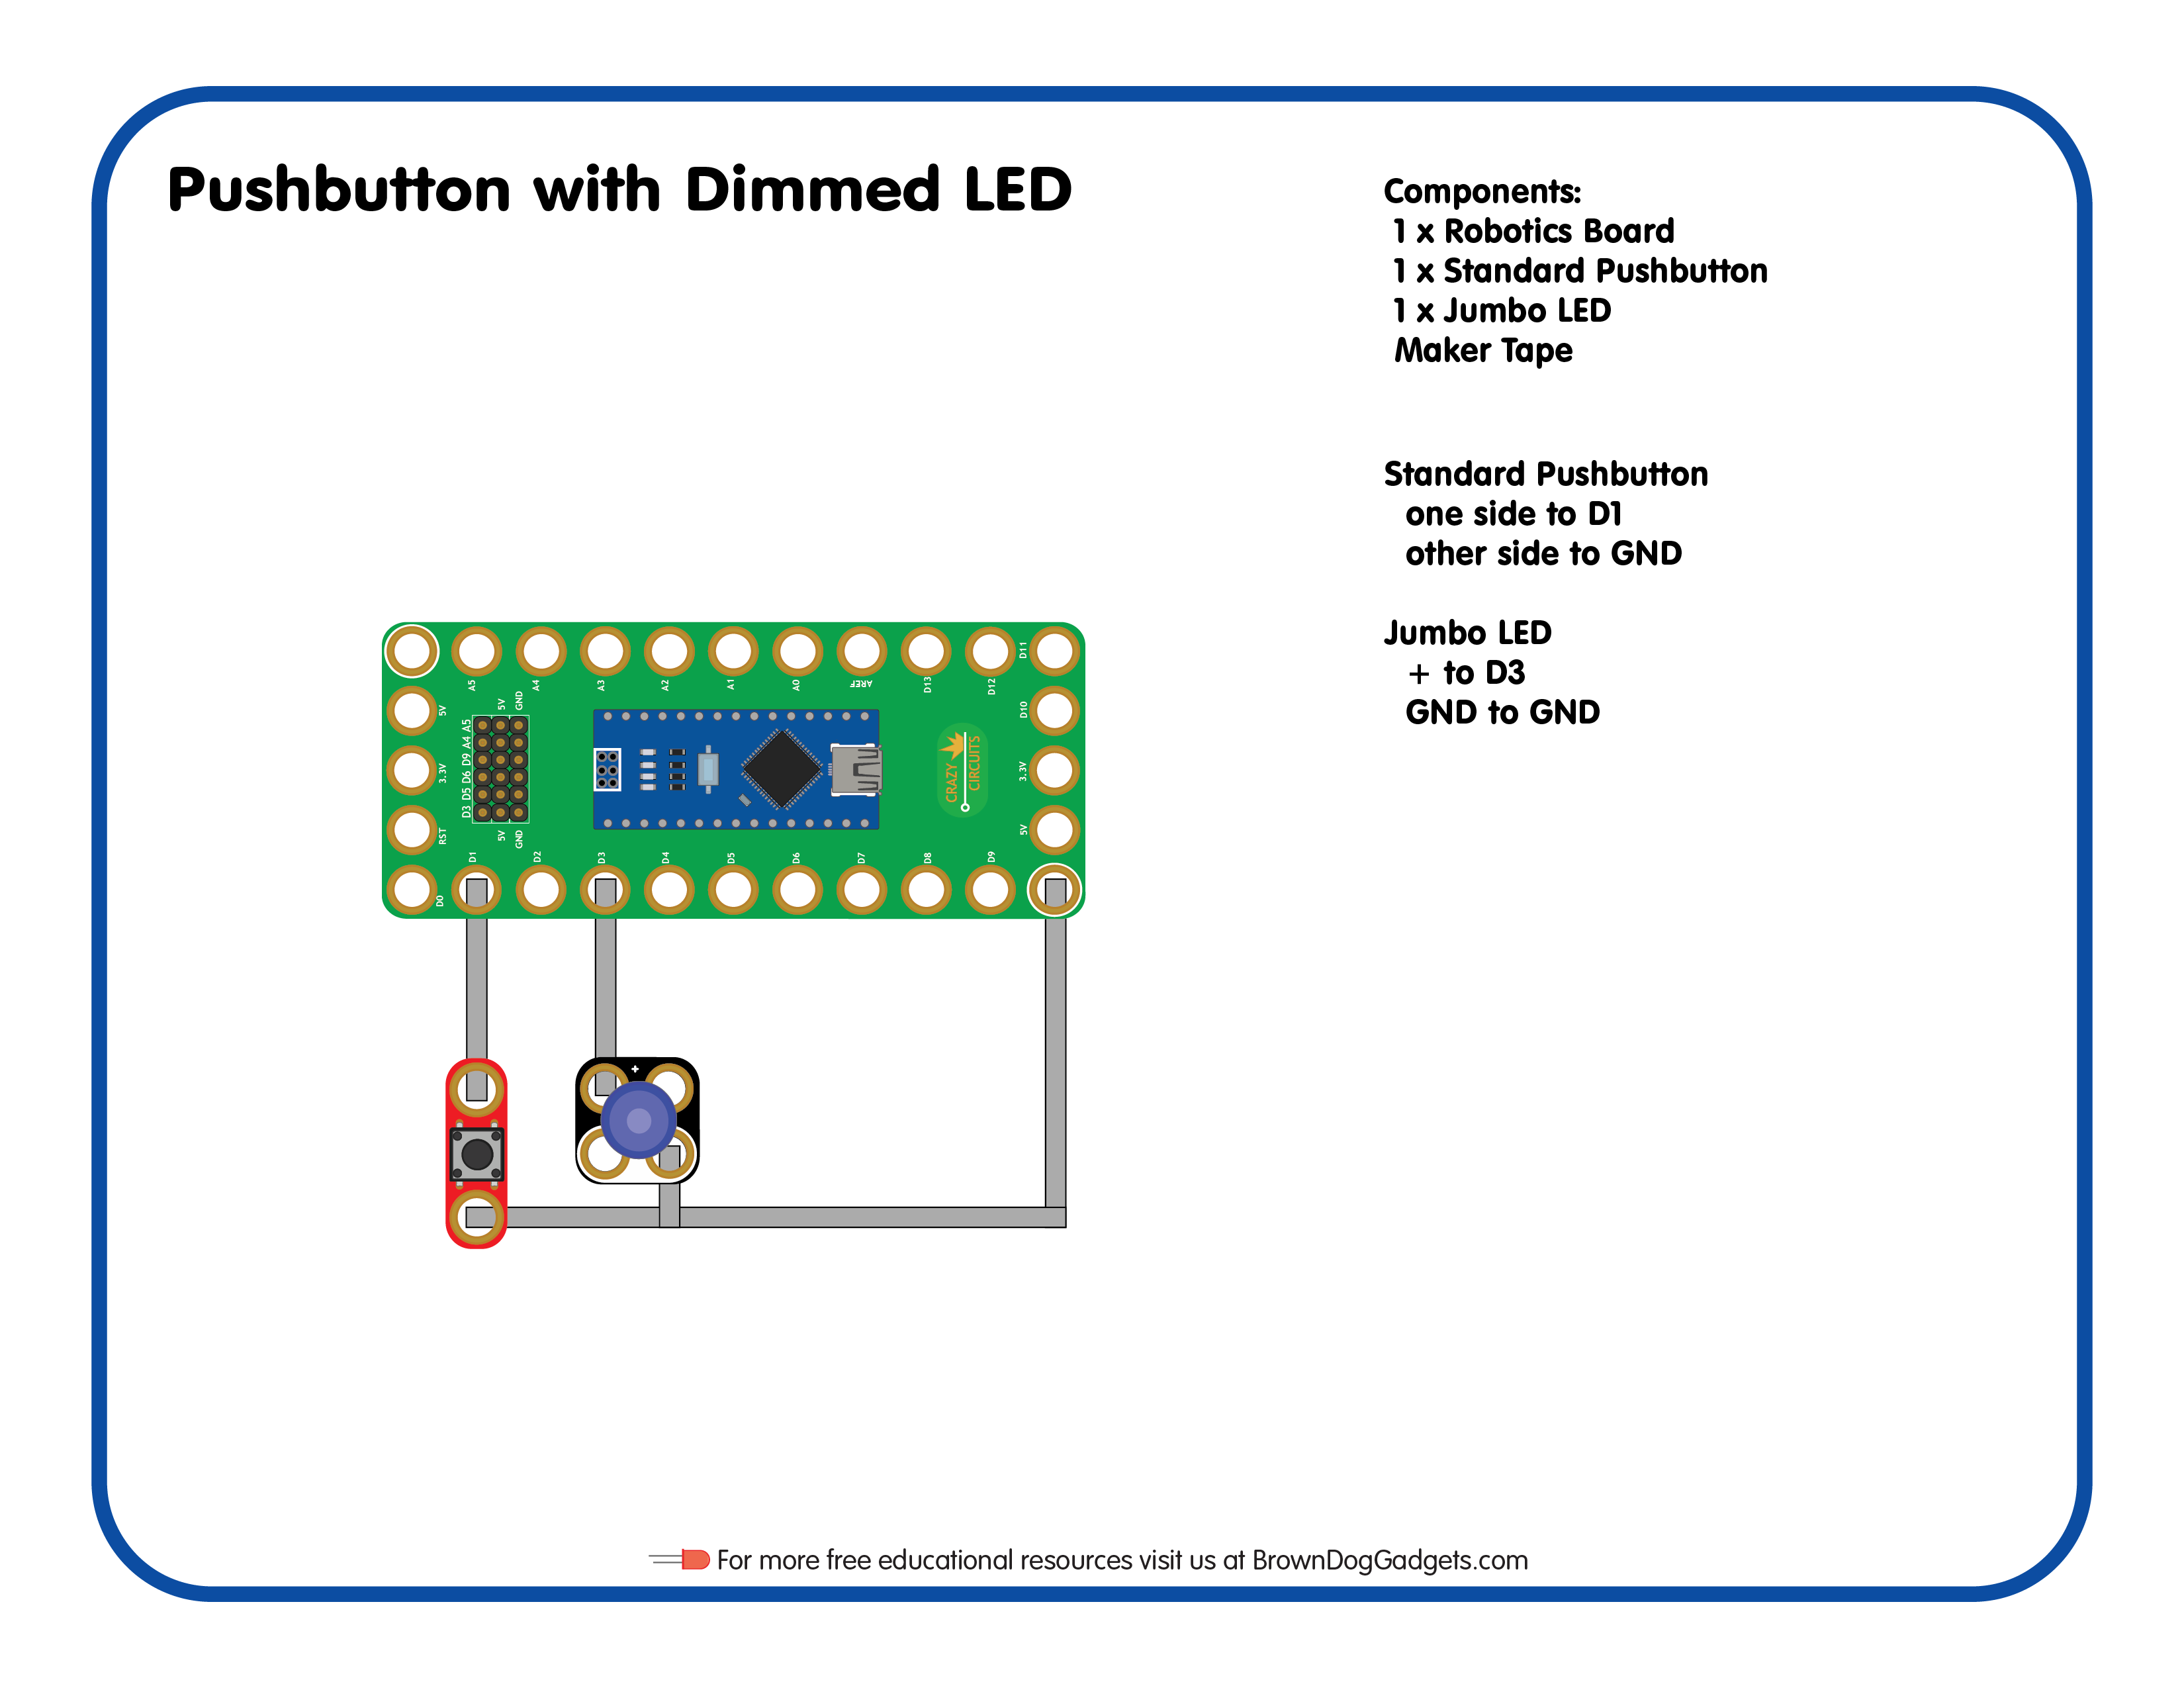 Pushbutton with Dimmed LED
Components:
1 x Robotics Board
1 x Standard Pushbutton
1 x Jumbo LED
Maker Tape
Standard Pushbutton
one side to D1
other side to GND
Jumbo LED
+ to D3
GND to GND
A5
A4
A3
A2
A1
A0
AREF
D13
D12
D11
5V
5V
GND
D10
A5
A4
D9
D6
D5
D3
3.3V
3.3V
CRAZY
CIRCUITS
RST
5V
GND
5V
D0
D1
D2
D3
D4
D5
D6
D7
D8
D9
+
For more free educational resources visit us at BrownDogGadgets.com